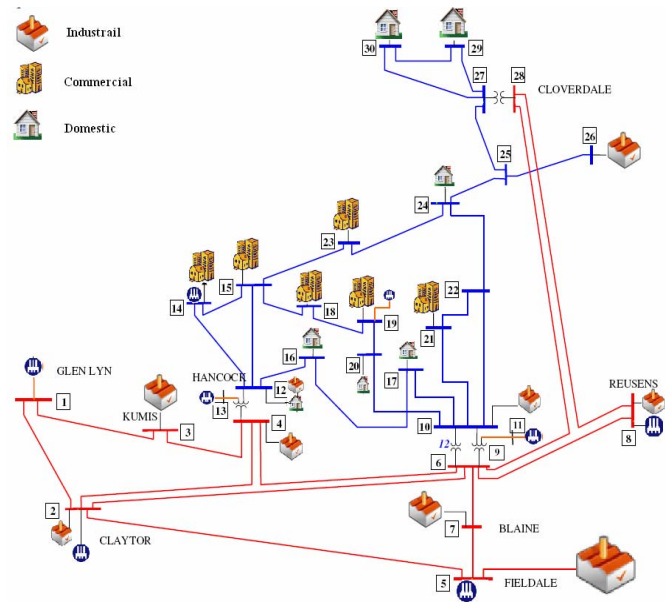 Industrail
Commercial
Domestic
30
29
27
28
CLOVERDALE
26
25
24
23
15
14
18
19
22
21
16
20
17
HANCOCK
12
13
4
GLEN LYN
1
KUMIS
3
10
11
12
9
6
REUSENS
8
2
CLAYTOR
7
BLAINE
5
FIELDALE